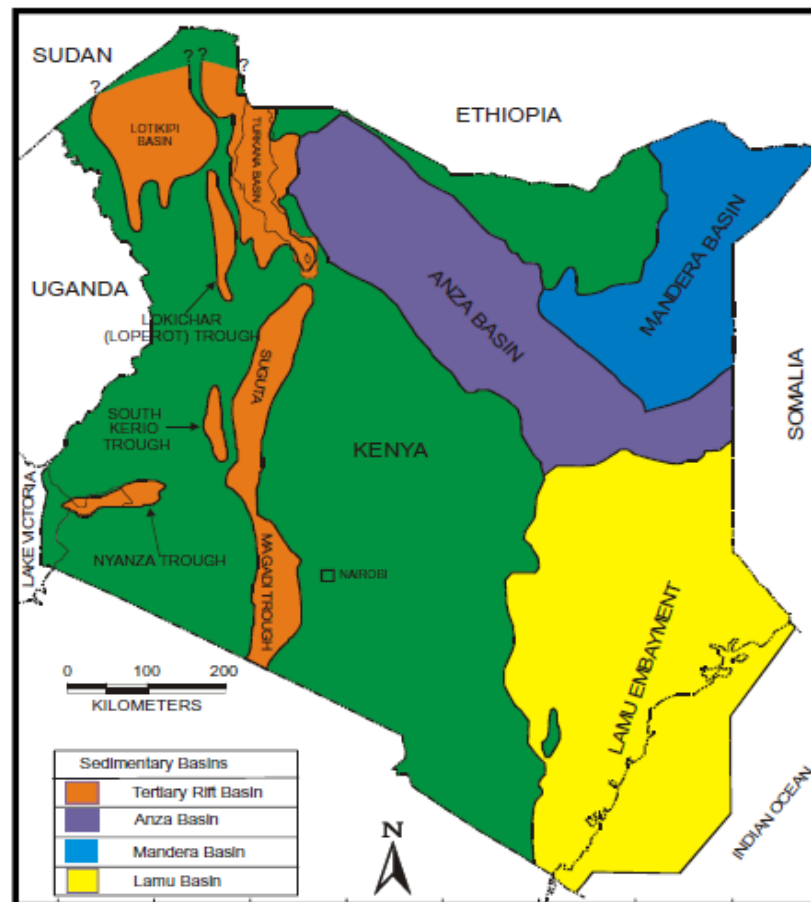 SUDAN
? ? ? ?
ETHIOPIA
LOTIKIPI
BASIN
TURKANA BASIN
MANDERA BASIN
ANZA BASIN
UGANDA
LOKICHAR
(LOPEROT) TROUGH
SUGUTA
SOMALIA
SOUTH
KERIO
TROUGH
KENYA
LAKE VICTORIA
NYANZA TROUGH
MAGADI TROUGH
NAIROBI
LAMU EMBAYMENT
0 100 200
KILOMETERS
INDIAN OCEAN
N
Sedimentary Basins
Tertiary Rift Basin
Anza Basin
Mandera Basin
Lamu Basin